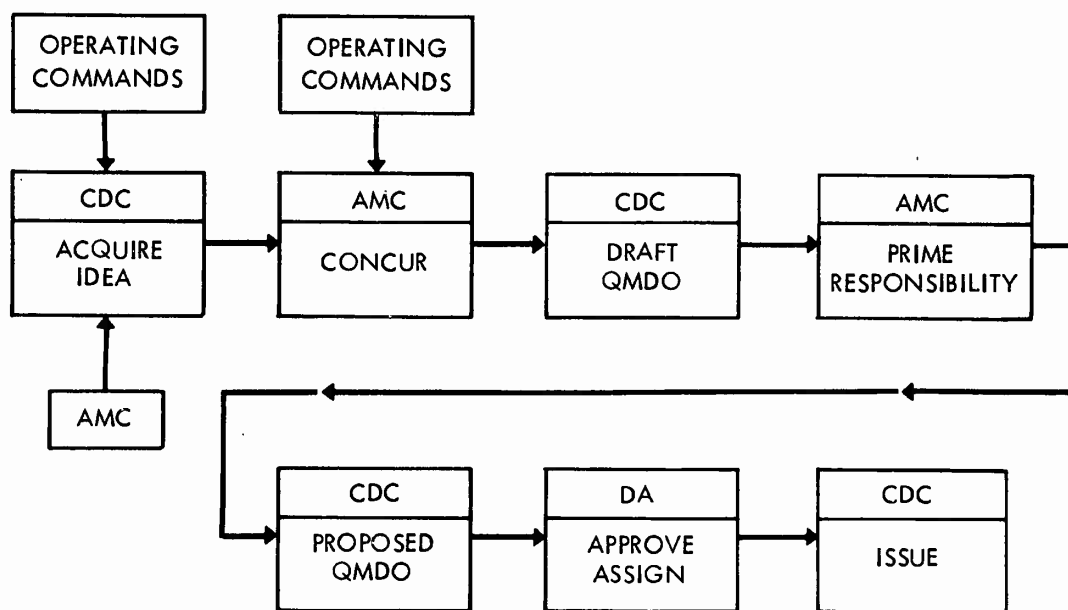 OPERATING
COMMANDS
OPERATING
COMMANDS
CDC
ACQUIRE
IDEA
AMC
CONCUR
CDC
DRAFT
QMDO
AMC
PRIME
RESPONSIBILITY
AMC
CDC
PROPOSED
QMDO
DA
APPROVE
ASSIGN
CDC
ISSUE